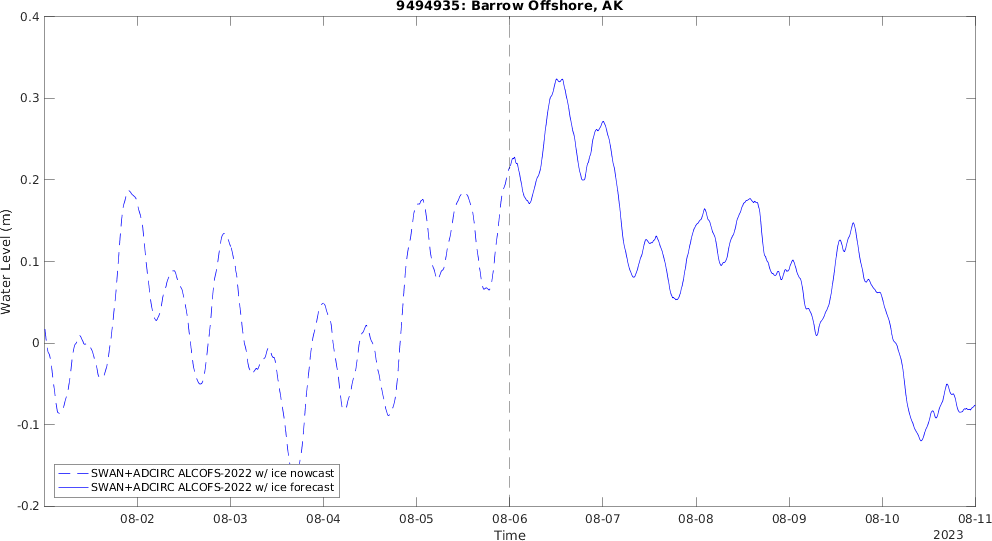 9494935: Barrow Offshore, AK
0.4
0.3
0.2
0.1
0
-0.1
-0.2
Water Level (m)
SWAN+ADCIRC ALCOFS-2022 w/ ice nowcast
SWAN+ADCIRC ALCOFS-2022 w/ ice forecast
08-02 08-03 08-04 08-05 08-06 08-07 08-08 08-09 08-10 08-11
Time
2023